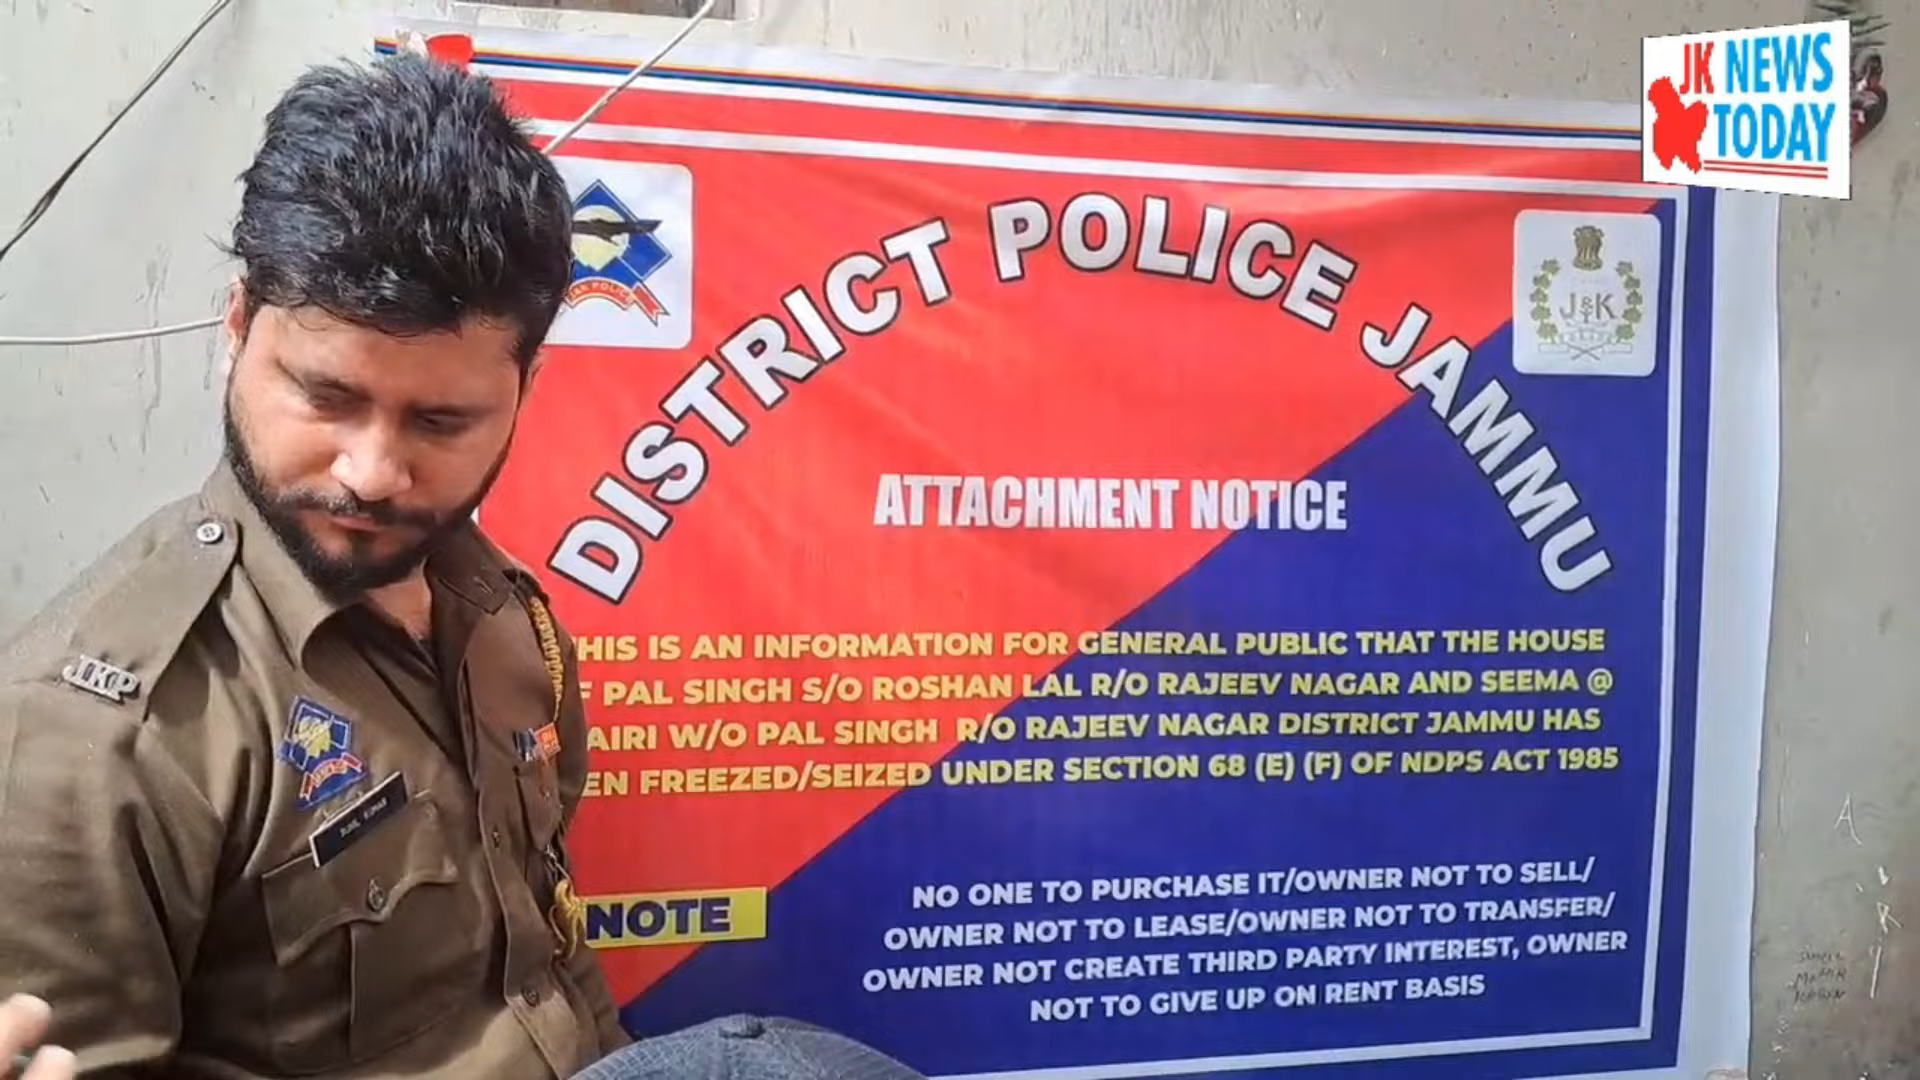 JK NEWS
TODAY
DISTRICT POLICE JAMMU
J&K POLICE
J&K
ATTACHMENT NOTICE
HIS IS AN INFORMATION FOR GENERAL PUBLIC THAT THE HOUSE
F PAL SINGH S/O ROSHAN LAL R/O RAJEEV NAGAR AND SEEMA @
AIRI W/O PAL SINGH R/O RAJEEV NAGAR DISTRICT JAMMU HAS
EN FREEZED/SEIZED UNDER SECTION 68 (E) (F) OF NDPS ACT 1985
NOTE
NO ONE TO PURCHASE IT/OWNER NOT TO SELL/
OWNER NOT TO LEASE/OWNER NOT TO TRANSFER/
OWNER NOT CREATE THIRD PARTY INTEREST, OWNER
NOT TO GIVE UP ON RENT BASIS
JKP
SUNIL KUMAR